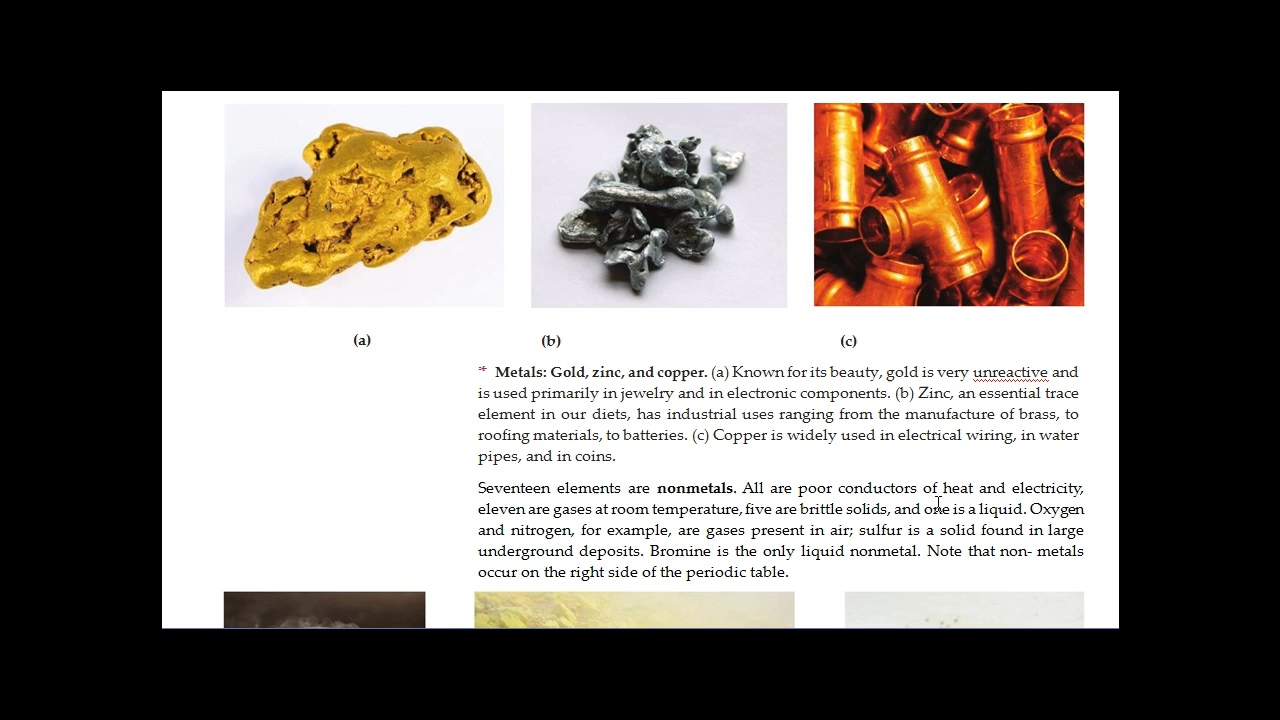 (a) (b) (c)
* Metals: Gold, zinc, and copper. (a) Known for its beauty, gold is very unreactive and
is used primarily in jewelry and in electronic components. (b) Zinc, an essential trace
element in our diets, has industrial uses ranging from the manufacture of brass, to
roofing materials, to batteries. (c) Copper is widely used in electrical wiring, in water
pipes, and in coins.
Seventeen elements are nonmetals. All are poor conductors of heat and electricity,
eleven are gases at room temperature, five are brittle solids, and one is a liquid. Oxygen
and nitrogen, for example, are gases present in air; sulfur is a solid found in large
underground deposits. Bromine is the only liquid nonmetal. Note that non- metals
occur on the right side of the periodic table.